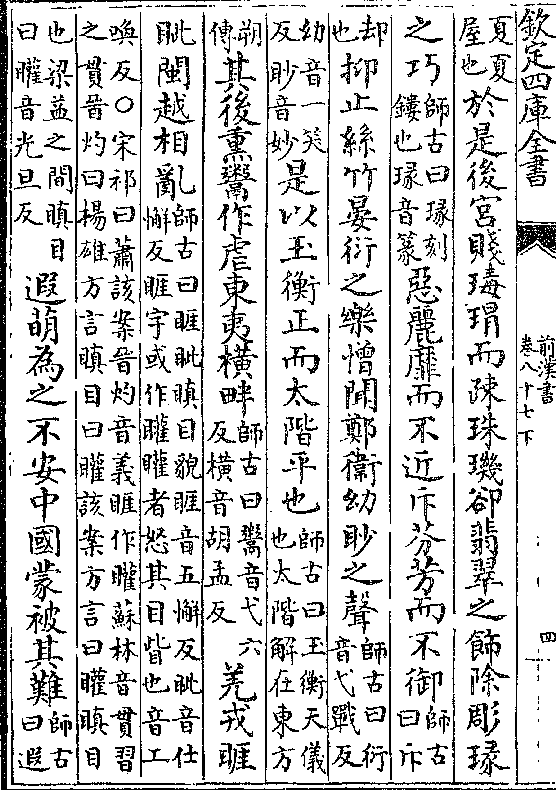 欽定四庫全書
前漢書
卷八十七下
四
夏夏屋也於是後宮賤瑇瑁而疎珠璣卻翡翠之飾除彫瑑
之巧師古曰瑑刻鏤也瑑音篆惡麗靡而不近斥芬芳而不御師古曰斥
却也抑止絲竹晏衍之樂憎聞鄭衞幼眇之聲師古曰衍音弋戰反
幼音一笑反眇音妙是以玉衡正而太階平也師古曰玉衡天儀也太階解在東方
朔傳其後熏鬻作虐東夷橫畔師古曰鬻音弋六反橫音胡孟反羌戎睚
眦閩越相亂師古曰睚眦瞋目貌睚音五懈反眦音仕懈反睚字或作矔矔者怒其目眥也音工
喚反○宋祁曰蕭該案晉灼音義睚作矔蘇林音貫習之貫晉灼曰楊雄方言瞋目曰矔該案方言曰矔瞋目
也梁益之間瞋目曰矔音光旦反遐萌為之不安中國蒙被其難師古曰遐